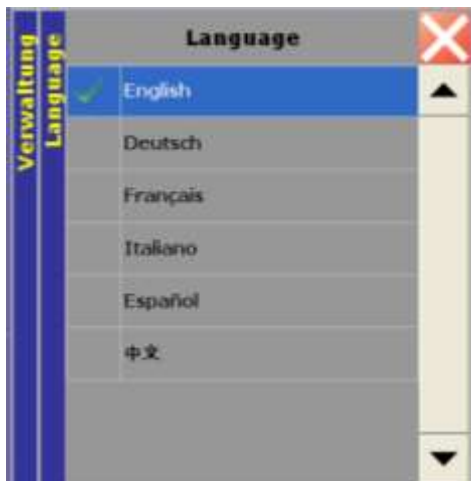 Verwaltung
Language
Language
English
Deutsch
Français
Italiano
Español
中文